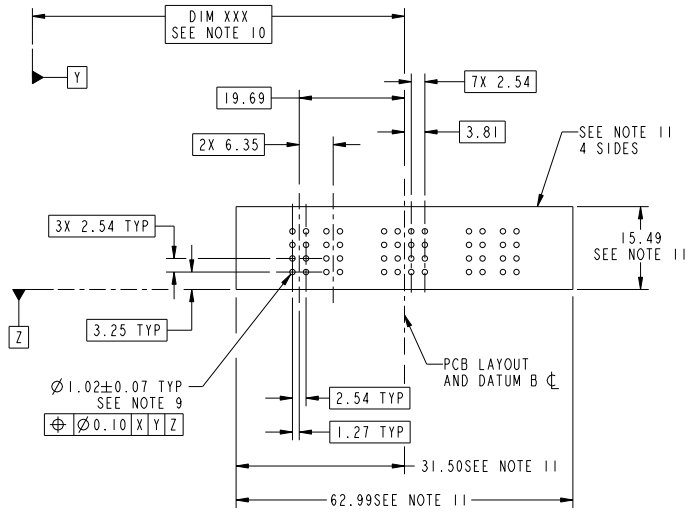 DIM XXX
SEE NOTE 10
Y
7X 2.54
19.69
3.81
2X 6.35
SEE NOTE 11
4 SIDES
3X 2.54 TYP
15.49
SEE NOTE 11
3.25 TYP
Z
PCB LAYOUT
AND DATUM B ℄
Ø1.02±0.07 TYP
SEE NOTE 9
⌖ Ø0.10 X Y Z
2.54 TYP
1.27 TYP
31.50SEE NOTE 11
62.99SEE NOTE 11